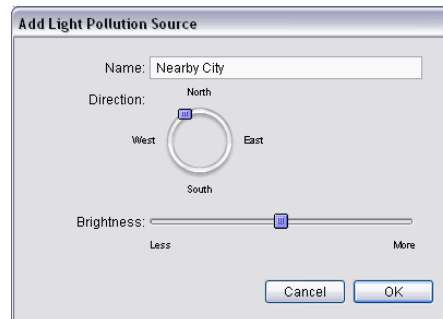 Add Light Pollution Source
Name: Nearby City
Direction:
North
West
East
South
Brightness:
Less
More
Cancel
OK